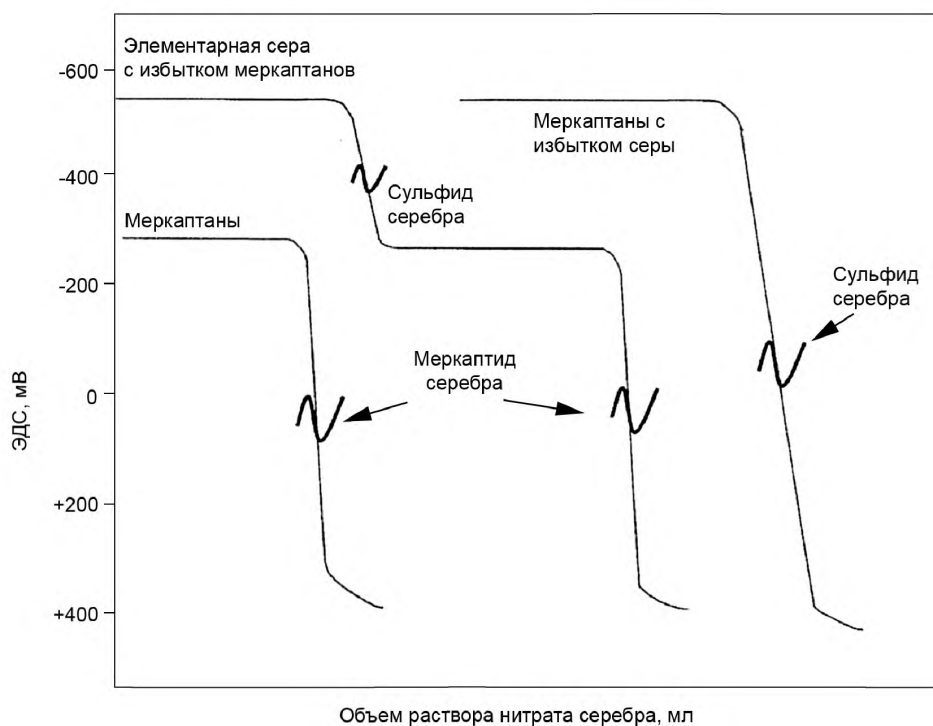 Элементарная сера
с избытком меркаптанов
-600
Меркаптаны с
избытком серы
-400
Сульфид
серебра
Меркаптаны
-200
Сульфид
серебра
Меркаптид
серебра
0
ЭДС, мВ
+200
+400
Объем раствора нитрата серебра, мл